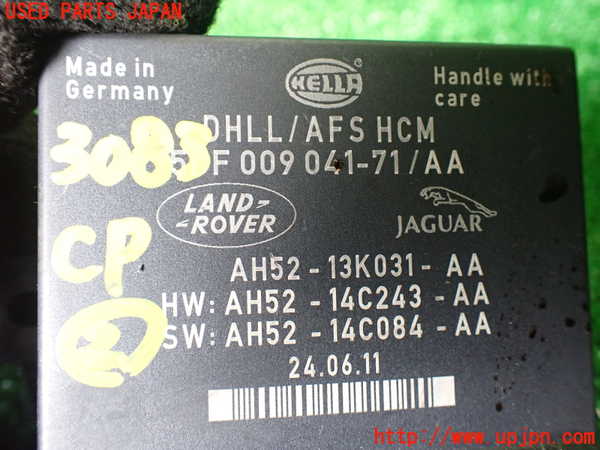 USED PARTS JAPAN
Made in
Germany
HELLA
Handle with
care
DHLL/AFS HCM
F 009 041-71/AA
3083
LAND-
-ROVER
JAGUAR
CP
2
AH52-13K031-AA
HW: AH52-14C243-AA
SW: AH52-14C084-AA
24.06.11
http://www.upjpn.com/